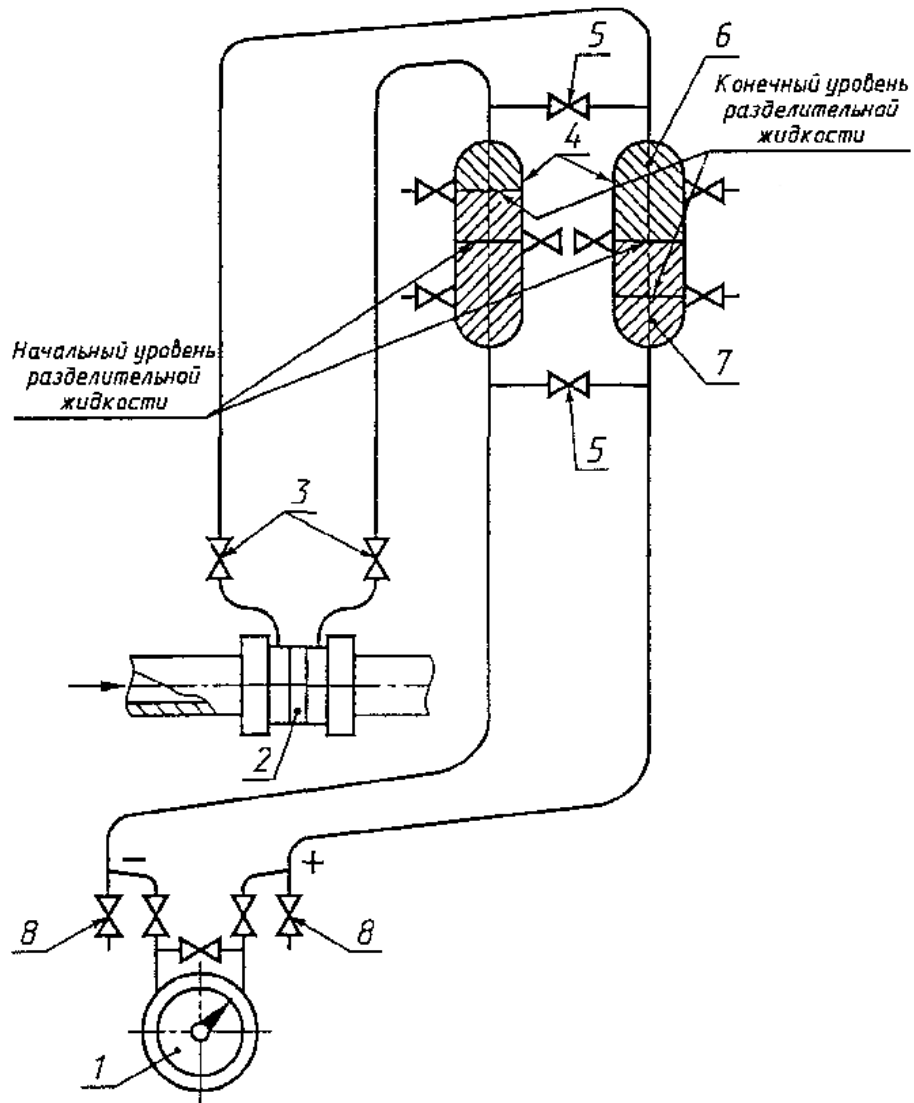 5
6
Конечный уровень
разделительной
жидкости
4
Начальный уровень
разделительной
жидкости
7
5
3
2
−
+
8
8
1